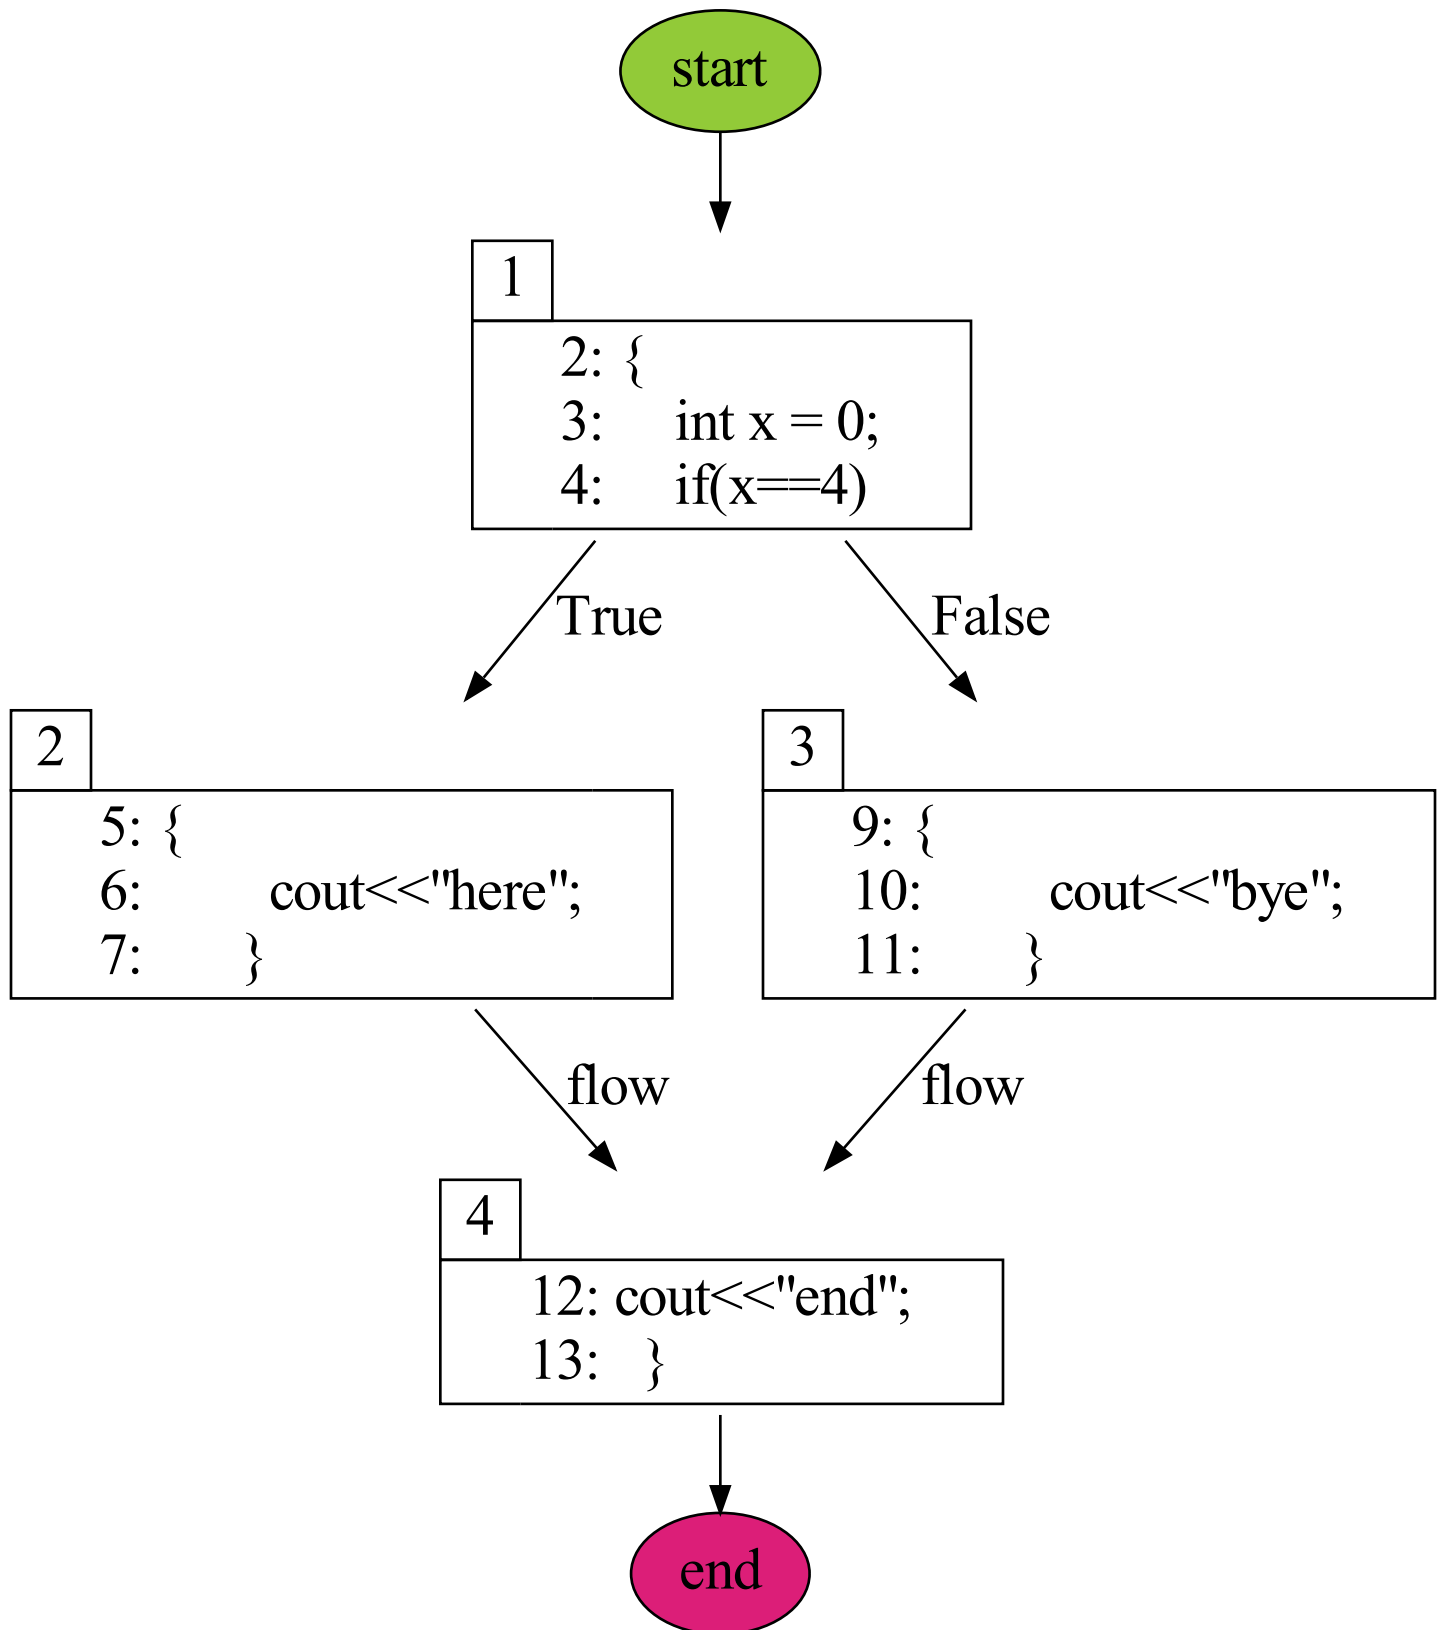 start
1
2: {
3:     int x = 0;
4:     if(x==4)
True
False
2
5: {
6:         cout<<"here";
7:       }
3
9: {
10:         cout<<"bye";
11:       }
flow
flow
4
12: cout<<"end";
13:   }
end